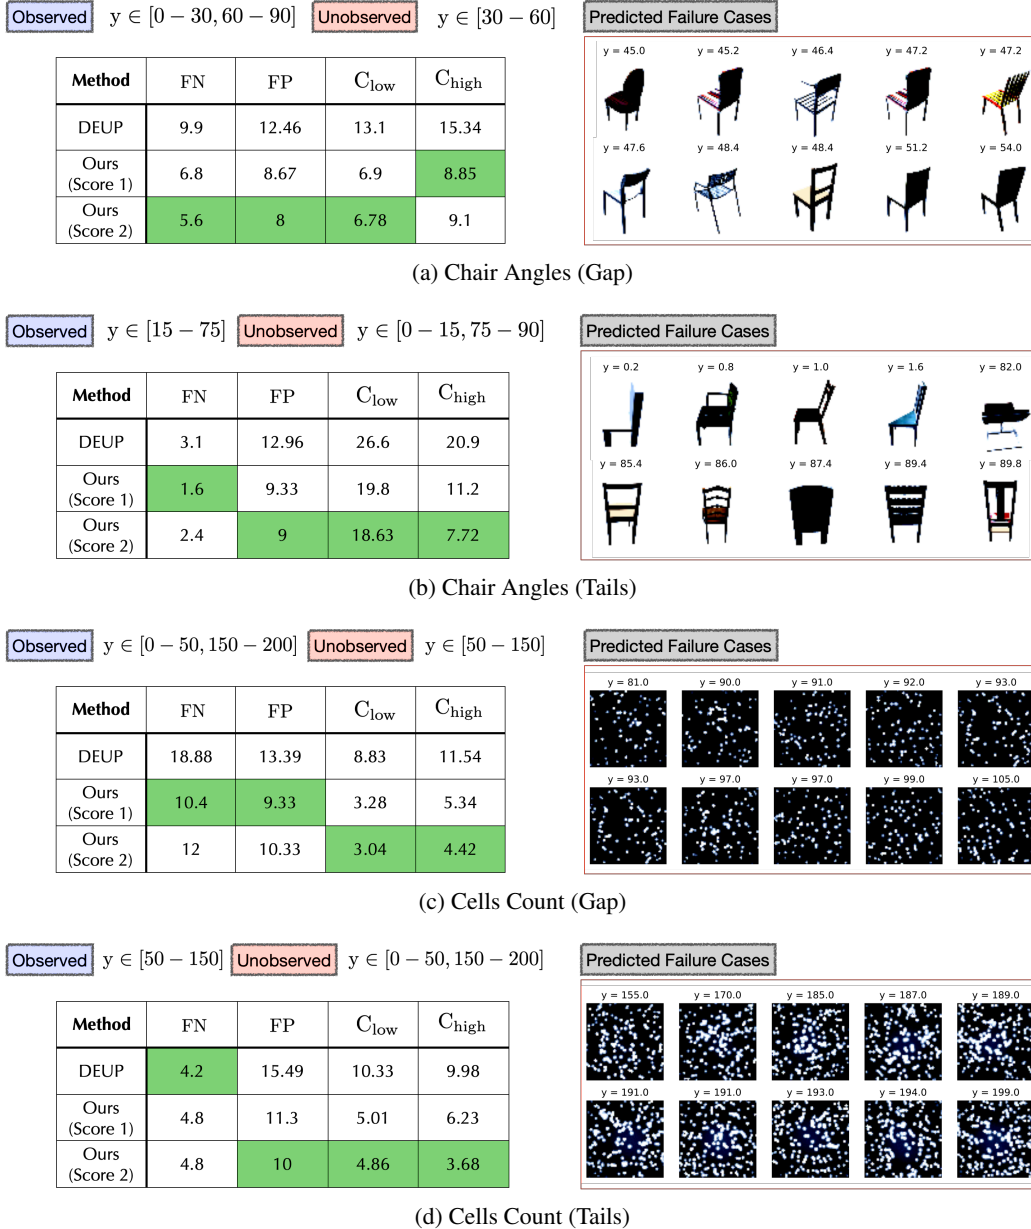 Observed y ∈ [0 − 30, 60 − 90] Unobserved y ∈ [30 − 60] Predicted Failure Cases
Method FN FP C_low C_high
DEUP 9.9 12.46 13.1 15.34
Ours (Score 1) 6.8 8.67 6.9 8.85
Ours (Score 2) 5.6 8 6.78 9.1
y = 45.0 y = 45.2 y = 46.4 y = 47.2 y = 47.2
y = 47.6 y = 48.4 y = 48.4 y = 51.2 y = 54.0
(a) Chair Angles (Gap)
Observed y ∈ [15 − 75] Unobserved y ∈ [0 − 15, 75 − 90] Predicted Failure Cases
Method FN FP C_low C_high
DEUP 3.1 12.96 26.6 20.9
Ours (Score 1) 1.6 9.33 19.8 11.2
Ours (Score 2) 2.4 9 18.63 7.72
y = 0.2 y = 0.8 y = 1.0 y = 1.6 y = 82.0
y = 85.4 y = 86.0 y = 87.4 y = 89.4 y = 89.8
(b) Chair Angles (Tails)
Observed y ∈ [0 − 50, 150 − 200] Unobserved y ∈ [50 − 150] Predicted Failure Cases
Method FN FP C_low C_high
DEUP 18.88 13.39 8.83 11.54
Ours (Score 1) 10.4 9.33 3.28 5.34
Ours (Score 2) 12 10.33 3.04 4.42
y = 81.0 y = 90.0 y = 91.0 y = 92.0 y = 93.0
y = 93.0 y = 97.0 y = 97.0 y = 99.0 y = 105.0
(c) Cells Count (Gap)
Observed y ∈ [50 − 150] Unobserved y ∈ [0 − 50, 150 − 200] Predicted Failure Cases
Method FN FP C_low C_high
DEUP 4.2 15.49 10.33 9.98
Ours (Score 1) 4.8 11.3 5.01 6.23
Ours (Score 2) 4.8 10 4.86 3.68
y = 155.0 y = 170.0 y = 185.0 y = 187.0 y = 189.0
y = 191.0 y = 191.0 y = 193.0 y = 194.0 y = 199.0
(d) Cells Count (Tails)